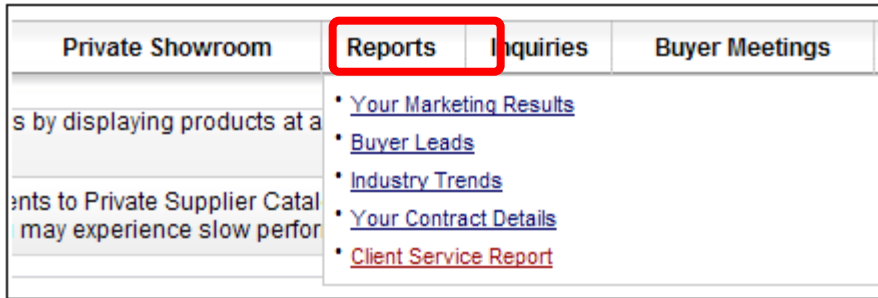 Private Showroom Reports Inquiries Buyer Meetings
s by displaying products at a
ents to Private Supplier Catal
may experience slow perfor
• Your Marketing Results
• Buyer Leads
• Industry Trends
• Your Contract Details
• Client Service Report